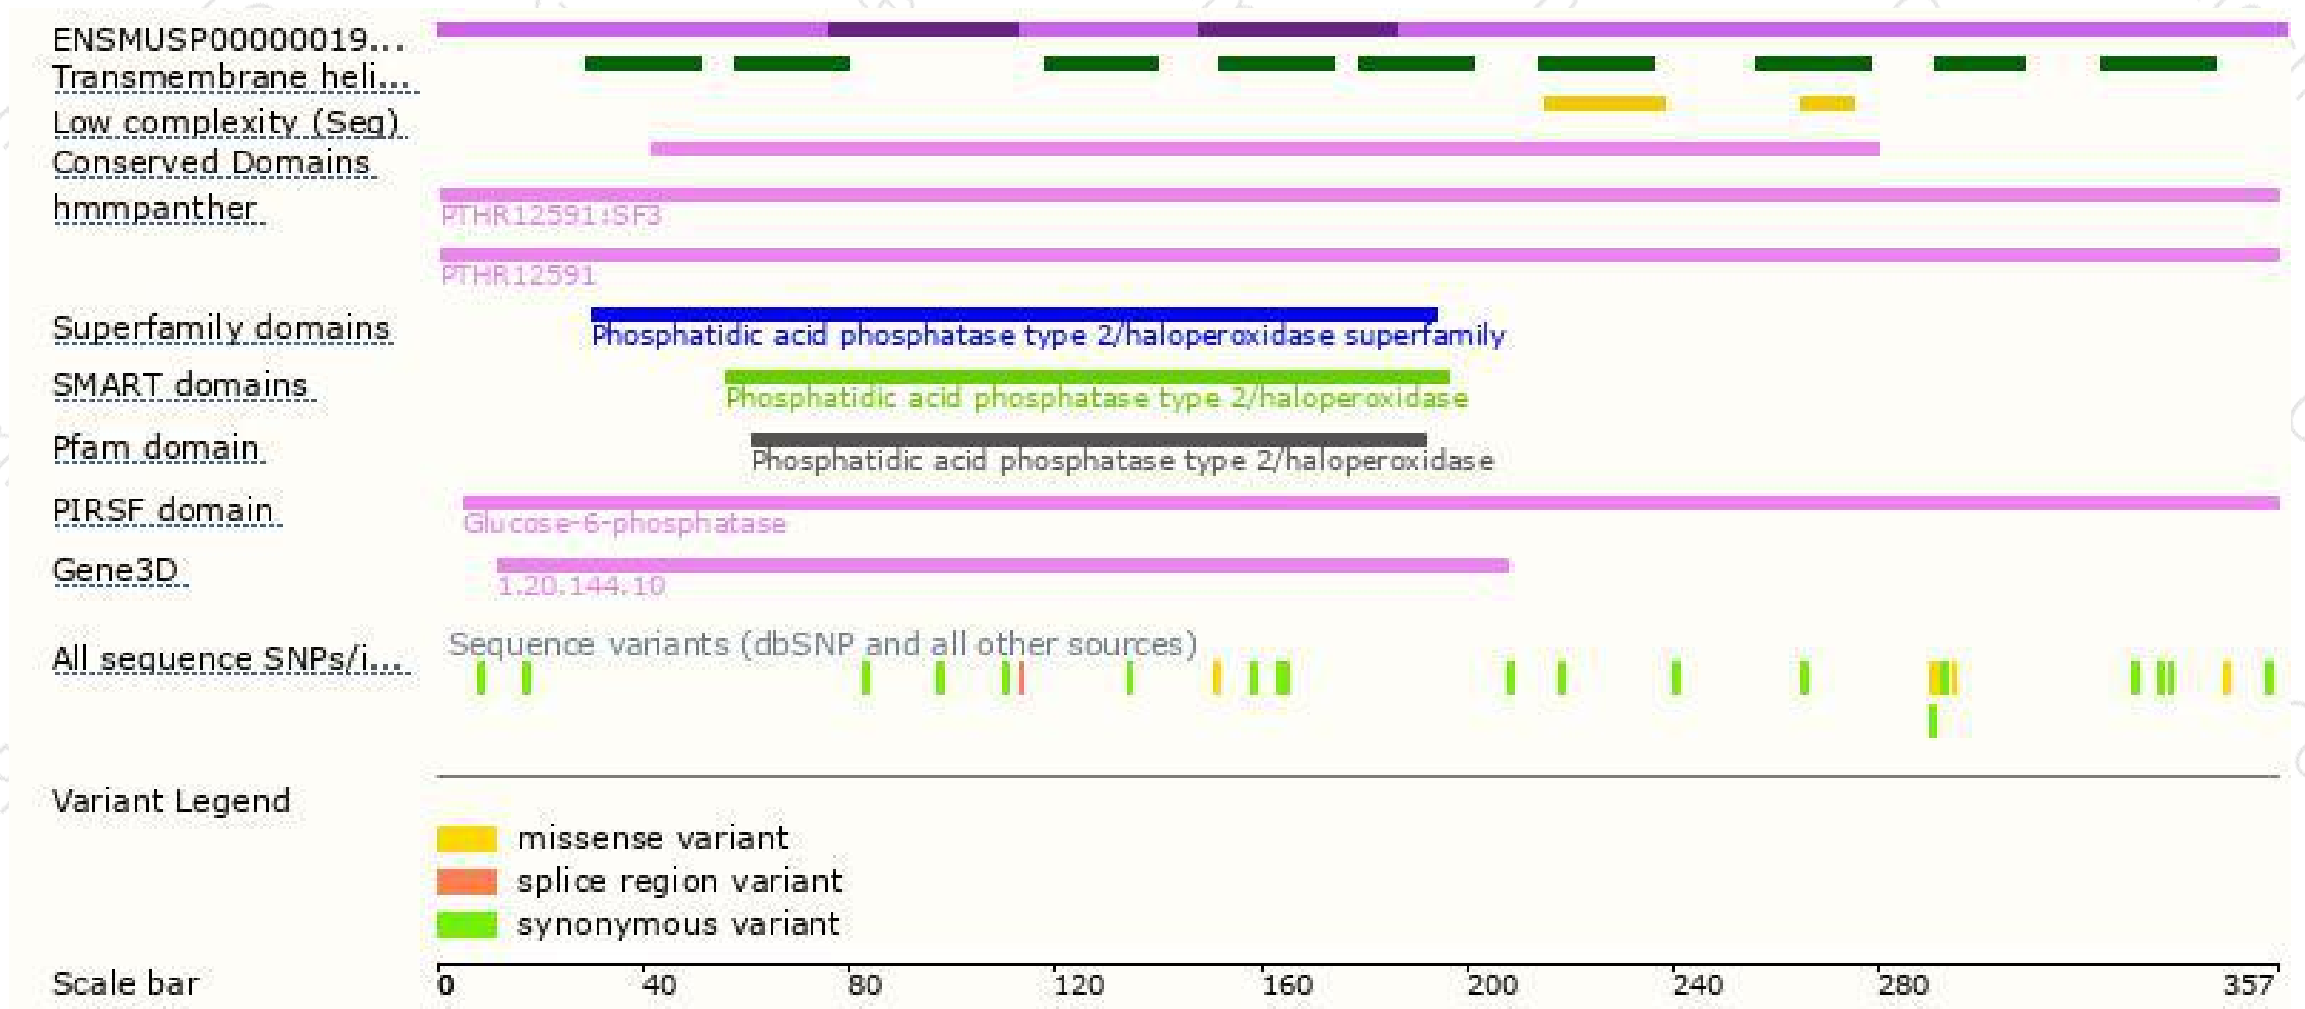 ENSMUSP00000019...
Transmembrane heli...
Low complexity (Seg)
Conserved Domains
hmmpanther
PTHR12591:SF3
PTHR12591
Superfamily domains
Phosphatidic acid phosphatase type 2/haloperoxidase superfamily
SMART domains
Phosphatidic acid phosphatase type 2/haloperoxidase
Pfam domain
Phosphatidic acid phosphatase type 2/haloperoxidase
PIRSF domain
Glucose-6-phosphatase
Gene3D
1.20.144.10
All sequence SNPs/i...
Sequence variants (dbSNP and all other sources)
Variant Legend
missense variant
splice region variant
synonymous variant
Scale bar 0 40 80 120 160 200 240 280 357